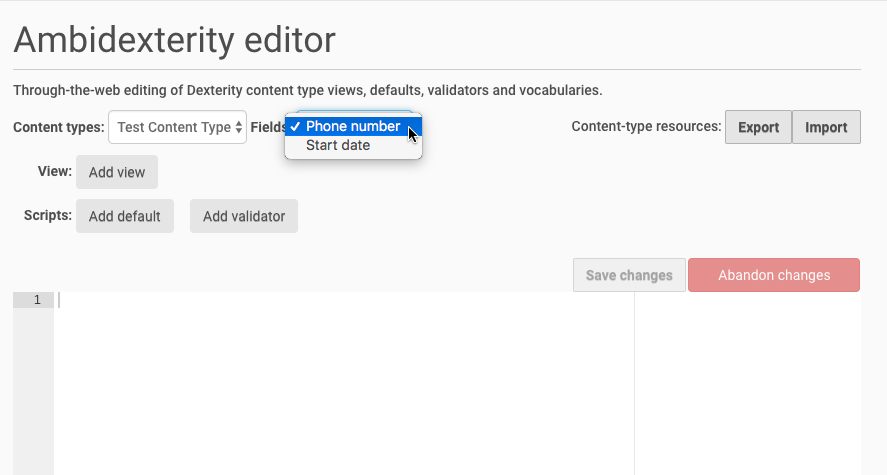 Ambidexterity editor
Through-the-web editing of Dexterity content type views, defaults, validators and vocabularies.
Content types: Test Content Type Fields ✓ Phone number Content-type resources: Export Import
Start date
View: Add view
Scripts: Add default Add validator
Save changes Abandon changes
1